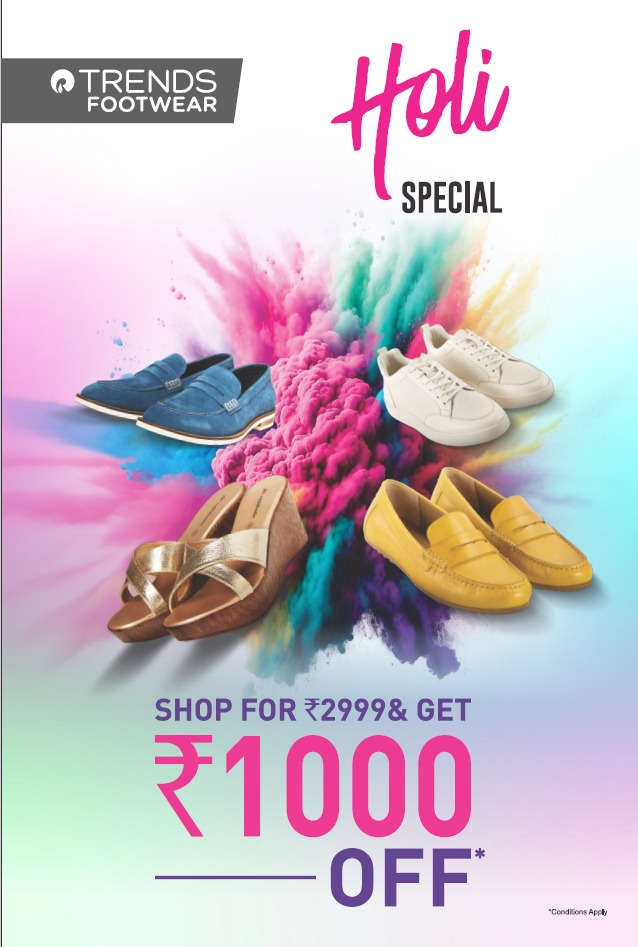 TRENDS
FOOTWEAR
Holi
SPECIAL
SHOP FOR ₹2999& GET
₹1000
OFF*
*Conditions Apply